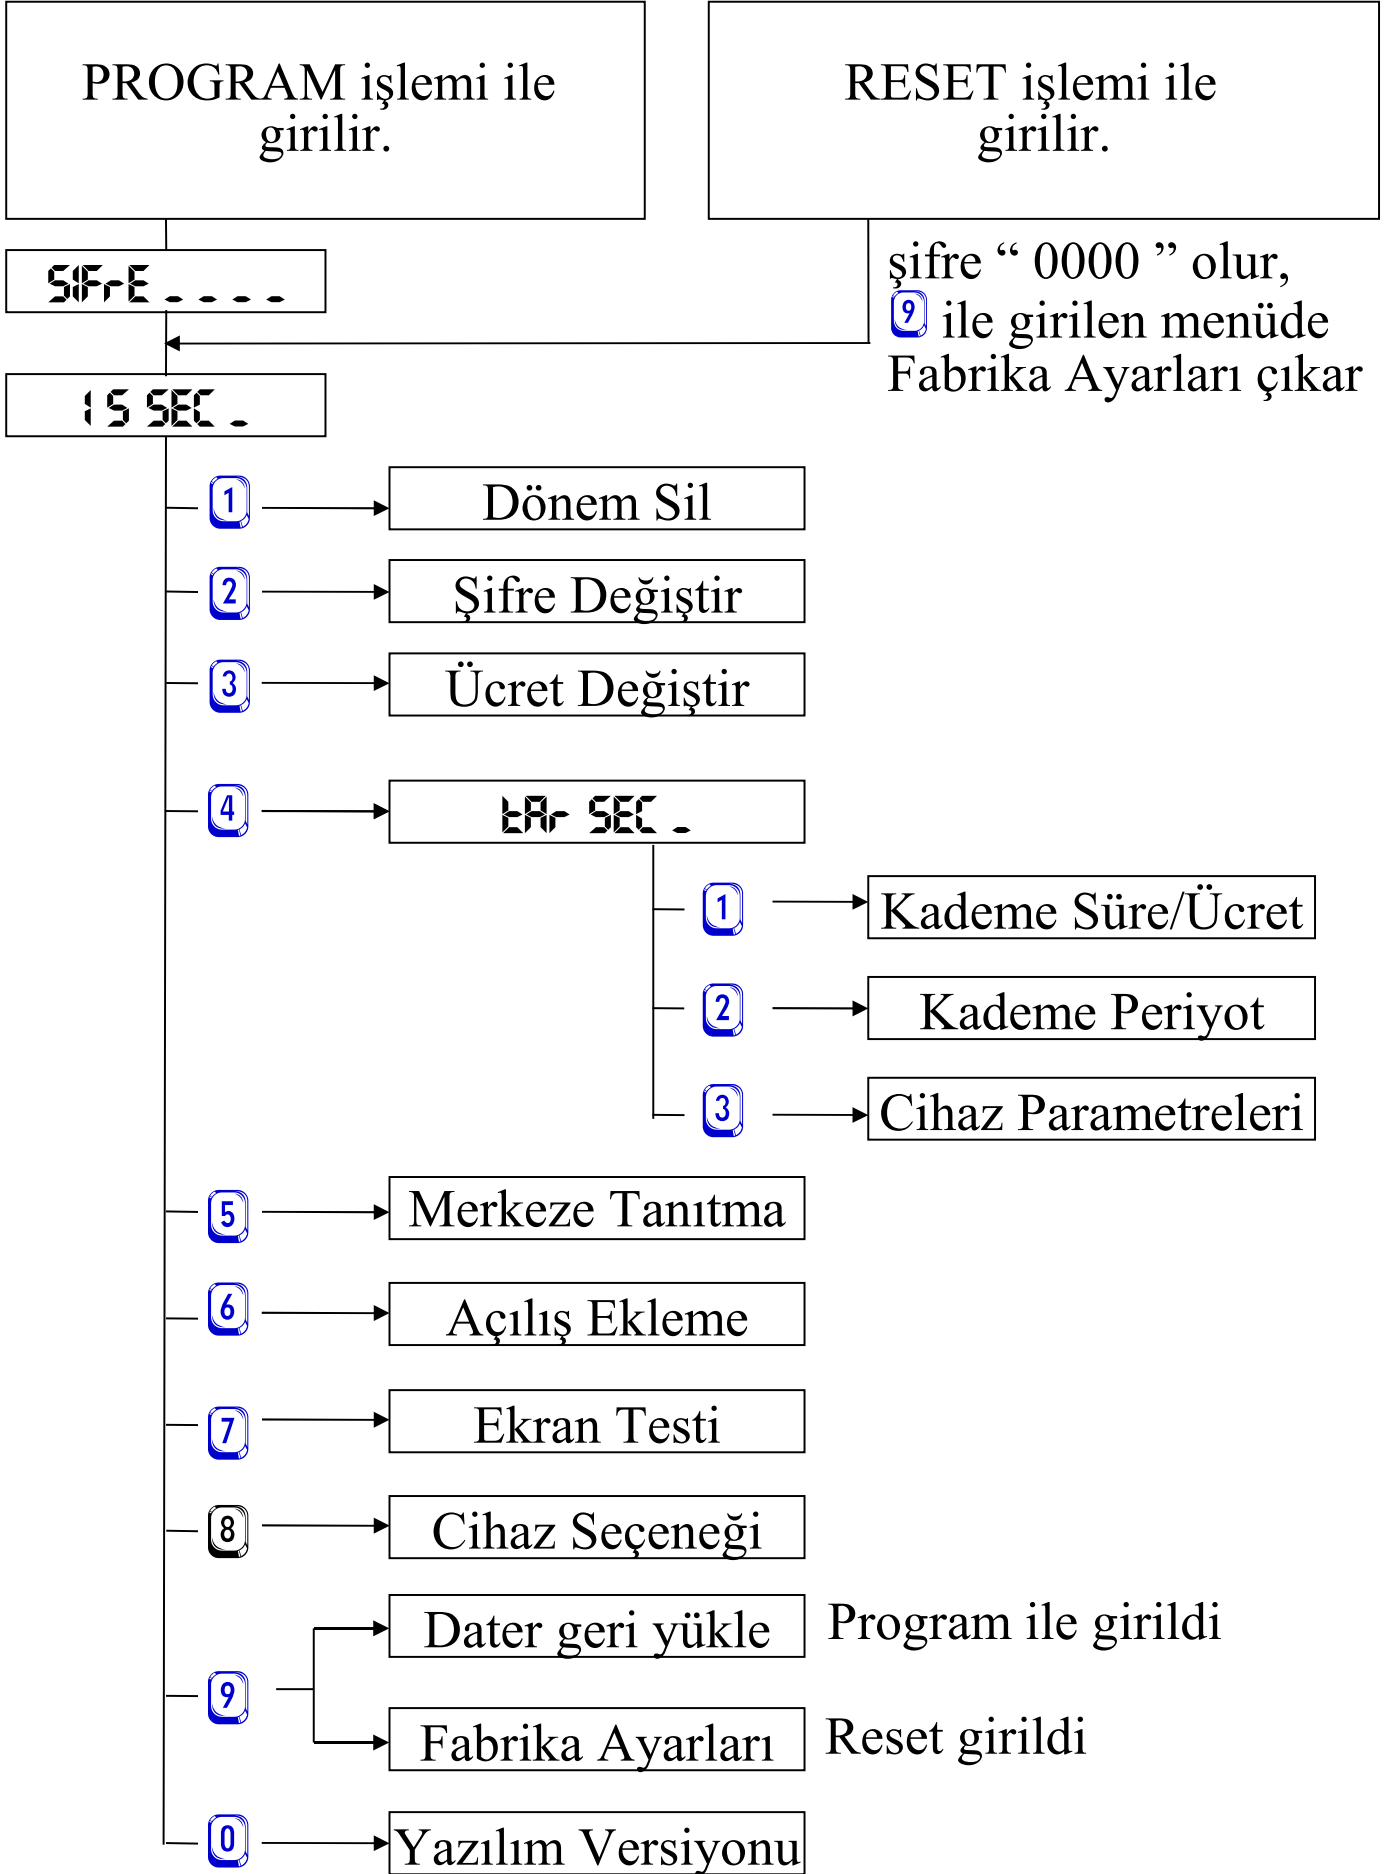 PROGRAM işlemi ile
girilir.
RESET işlemi ile
girilir.
SIFrE _ _ _ _
şifre “ 0000 ” olur,
9 ile girilen menüde
Fabrika Ayarları çıkar
15 SEC _
1 Dönem Sil
2 Şifre Değiştir
3 Ücret Değiştir
4 tAr SEC _
1 Kademe Süre/Ücret
2 Kademe Periyot
3 Cihaz Parametreleri
5 Merkeze Tanıtma
6 Açılış Ekleme
7 Ekran Testi
8 Cihaz Seçeneği
Dater geri yükle Program ile girildi
9
Fabrika Ayarları Reset girildi
0 Yazılım Versiyonu